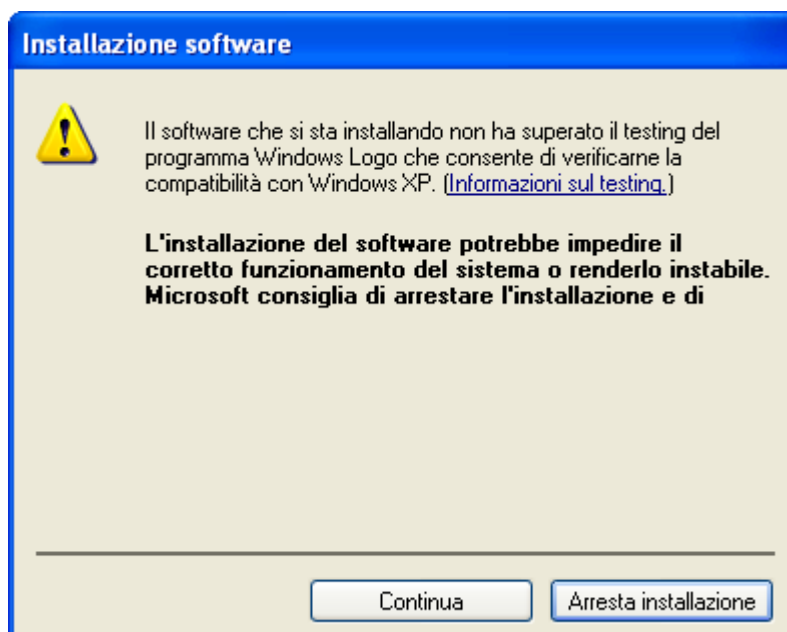 Installazione software
Il software che si sta installando non ha superato il testing del
programma Windows Logo che consente di verificarne la
compatibilità con Windows XP. (Informazioni sul testing.)
L'installazione del software potrebbe impedire il
corretto funzionamento del sistema o renderlo instabile.
Microsoft consiglia di arrestare l'installazione e di
Continua
Arresta installazione